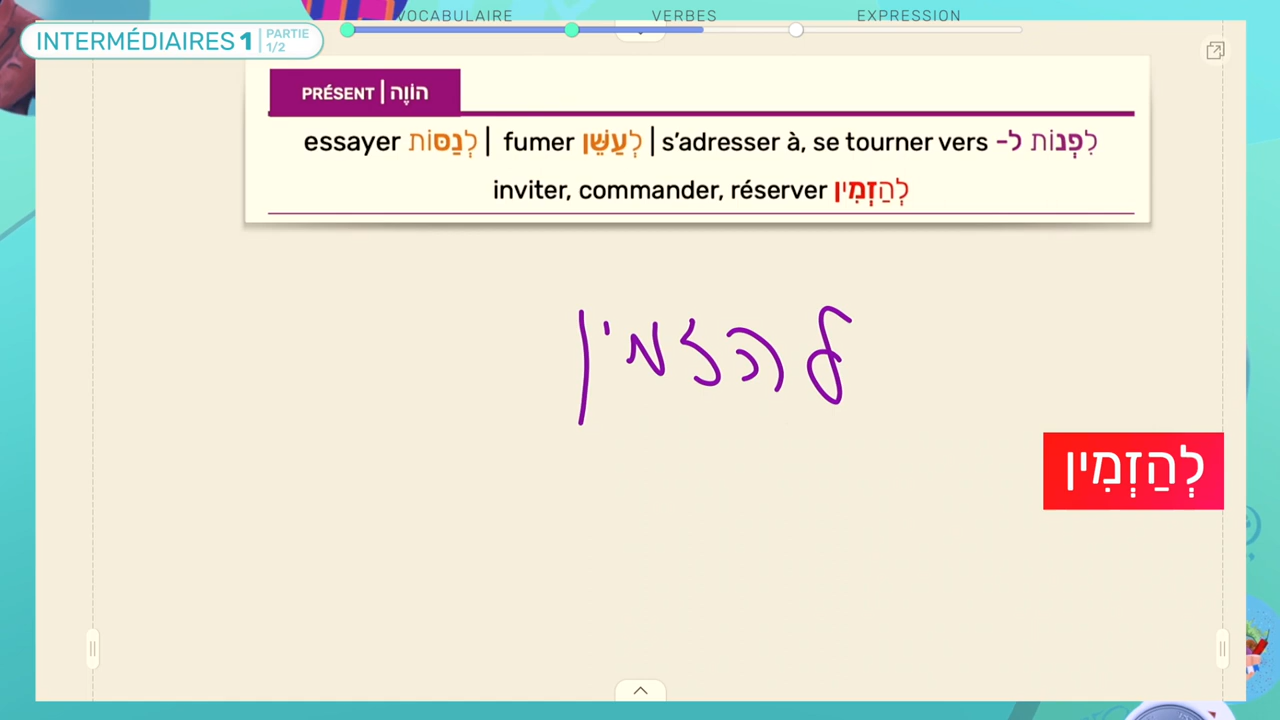 VOCABULAIRE
VERBES
EXPRESSION
INTERMÉDIAIRES 1 | PARTIE 1/2
PRÉSENT | הוֹוֶה
לִפְנוֹת ל- s'adresser à, se tourner vers | לְעַשֵּׁן fumer | לְנַסּוֹת essayer
לְהַזְמִין inviter, commander, réserver
להזמין
לְהַזְמִין